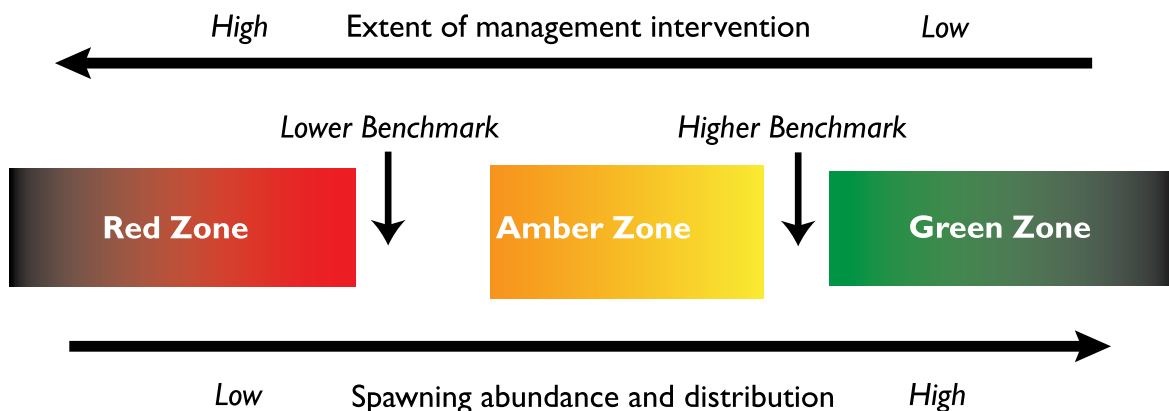 High Extent of management intervention Low
Lower Benchmark Higher Benchmark
Red Zone Amber Zone Green Zone
Low Spawning abundance and distribution High